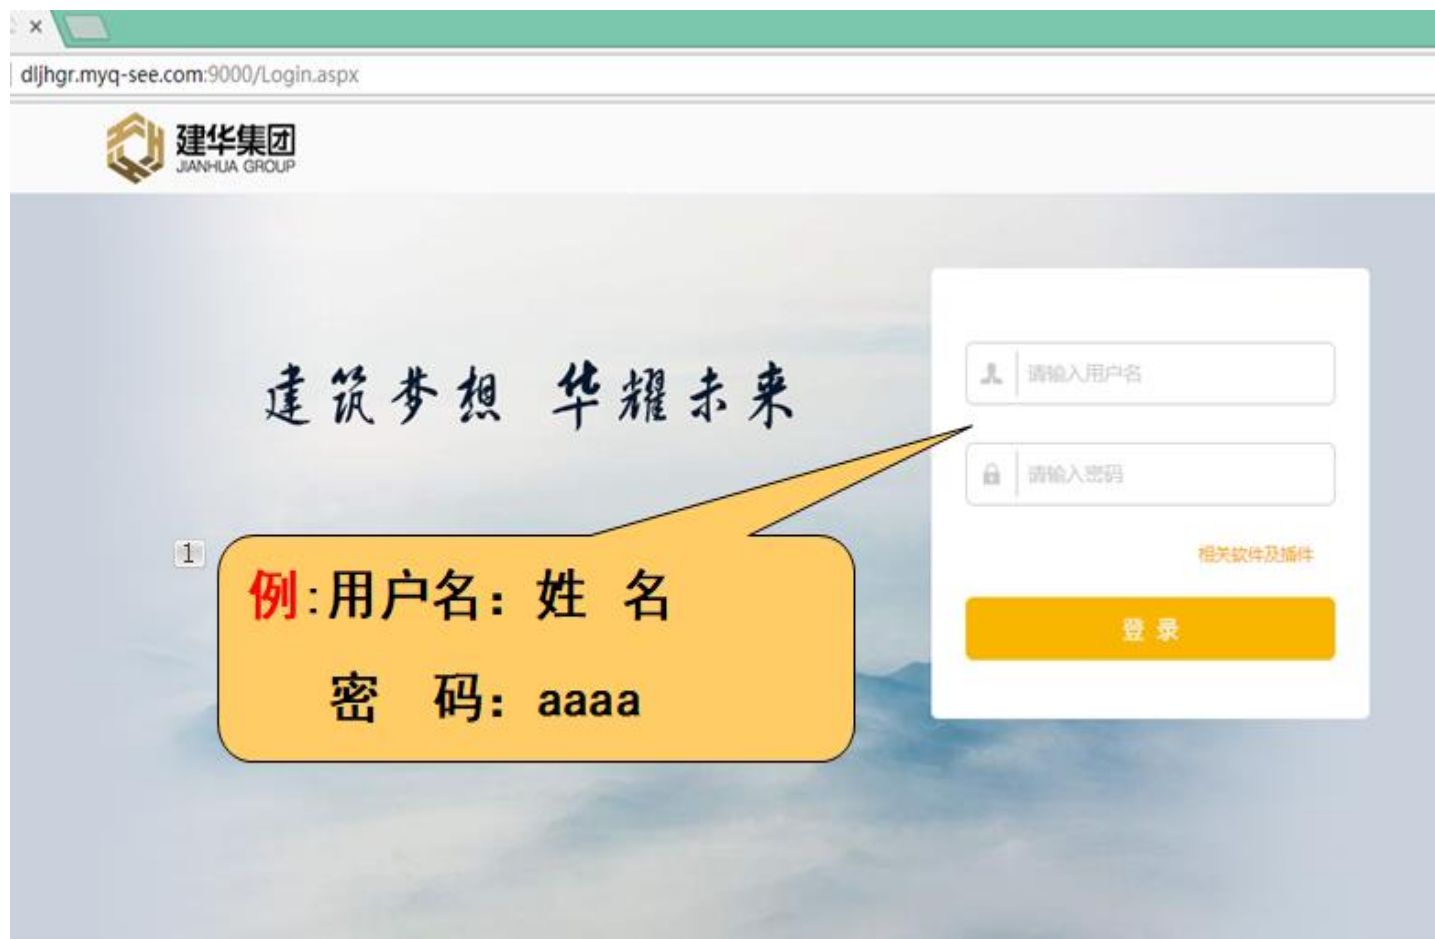 ×
dljhgr.myq-see.com:9000/Login.aspx
建华集团
JIANHUA GROUP
建筑梦想 华耀未来
请输入用户名
请输入密码
相关软件及插件
登 录
1
例:用户名：姓 名
密 码：aaaa